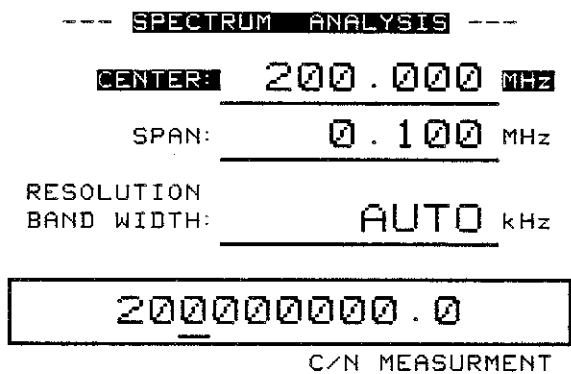 --- SPECTRUM ANALYSIS ---
CENTER: 200.000 MHz
SPAN: 0.100 MHz
RESOLUTION
BAND WIDTH: AUTO kHz
200000000.0
C/N MEASURMENT